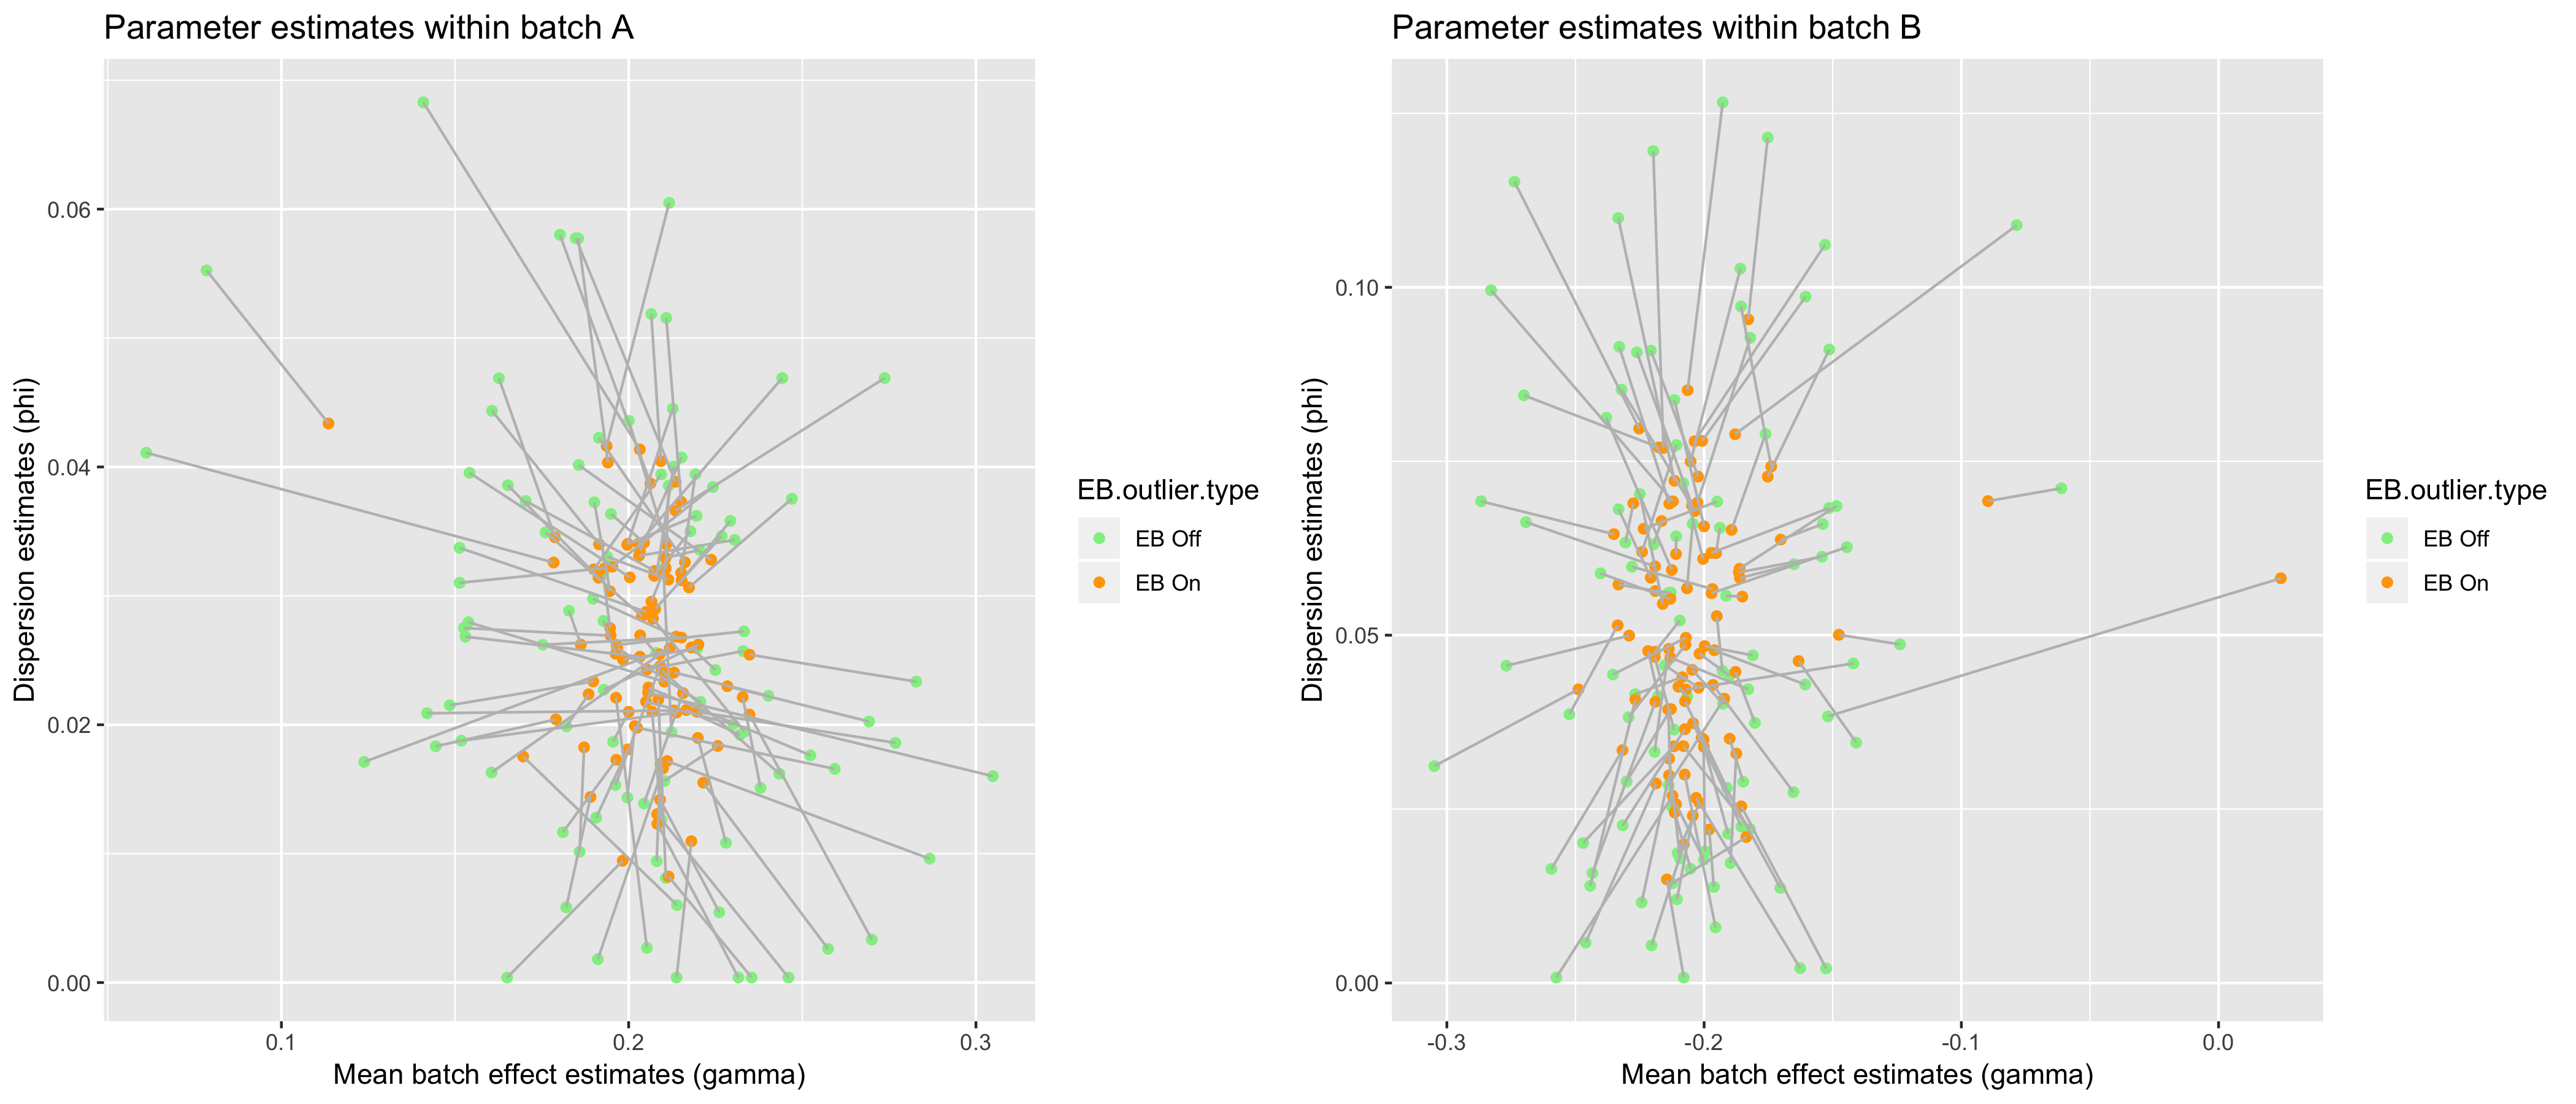 Parameter estimates within batch A
Dispersion estimates (phi)
0.06
0.04
0.02
0.00
0.1
0.2
0.3
Mean batch effect estimates (gamma)
EB.outlier.type
EB Off
EB On
Parameter estimates within batch B
Dispersion estimates (phi)
0.10
0.05
0.00
-0.3
-0.2
-0.1
0.0
Mean batch effect estimates (gamma)
EB.outlier.type
EB Off
EB On